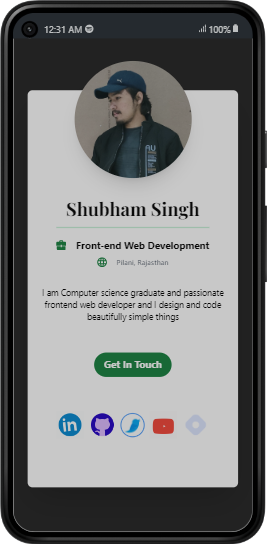 12:31 AM 100%
Shubham Singh
Front-end Web Development
Pilani, Rajasthan
I am Computer science graduate and passionate
frontend web developer and I design and code
beautifully simple things
Get In Touch
in